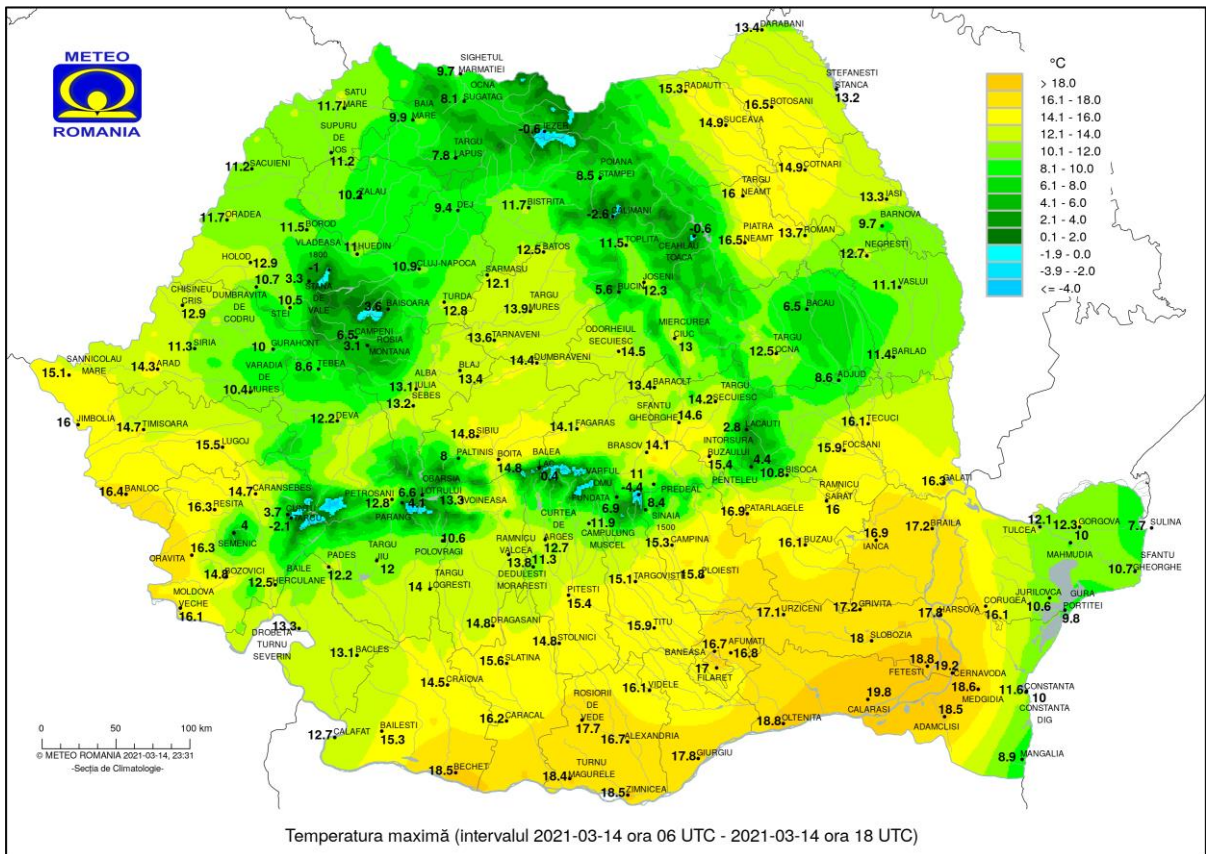 METEO
ROMANIA
°C
> 18.0
16.1 - 18.0
14.1 - 16.0
12.1 - 14.0
10.1 - 12.0
8.1 - 10.0
6.1 - 8.0
4.1 - 6.0
2.1 - 4.0
0.1 - 2.0
-1.9 - 0.0
-3.9 - -2.0
<= -4.0
13.4 DARABANI
STEFANESTI
STANCA
13.2
SIGHETUL
9.7 MARMATIEI
OCNA
8.1 SUGATAG
15.3 RADAUTI
16.5 BOTOSANI
14.9 SUCEAVA
SATU
11.7 MARE
BAIA
9.9 MARE
-0.6 IEZER
SUPURU
DE
JOS
11.2
TARGU
7.8 LAPUS
POIANA
8.5 STAMPEI
14.9 COTNARI
11.2 SACUIENI
10.2 ZALAU
9.4 DEJ
11.7 BISTRITA
-2.6 CALIMANI
TARGU
16 NEAMT
13.3 IASI
11.7 ORADEA
11.5 BOROD
11 HUEDIN
12.5 BATOS
11.5 TOPLITA
-0.6
CEAHLAU
TOACA
PIATRA
16.5 NEAMT
13.7 ROMAN
BARNOVA
9.7
NEGRESTI
12.7
VLADEASA
1800
-1
HOLOD
12.9
10.9 CLUJ-NAPOCA
SARMASU
12.1
JOSENI
12.3
5.6 BUCIN
11.1 VASLUI
10.7
DUMBRAVITA
DE
CODRU
3.3
STANA
DE
VALE
10.5
STEI
CHISINEU
CRIS
12.9
-3.6 BAISOARA
TURDA
12.8
TARGU
13.9 MURES
6.5 BACAU
11.3 SIRIA
10 GURAHONT
6.5 CAMPENI
3.1 ROSIA
MONTANA
13.6 TARNAVENI
ODORHEIUL
SECUIESC
14.5
MIERCUREA
CIUC
13
TARGU
12.5 OCNA
11.4 BARLAD
SANNICOLAU
MARE
15.1
14.3 ARAD
VARADIA
DE
10.4 MURES
8.6 TEBEA
14.4 DUMBRAVENI
8.6 ADJUD
ALBA
13.1 IULIA
SEBES
13.2
BLAJ
13.4
13.4 BARAOLT
TARGU
14.2 SECUIESC
16 JIMBOLIA
14.7 TIMISOARA
12.2 DEVA
14.8 SIBIU
14.1 FAGARAS
SFANTU
GHEORGHE 14.6
2.8 LACAUTI
16.1 TECUCI
15.5 LUGOJ
8 PALTINIS
BOITA
14.8
BALEA
LAC
0.4
BRASOV
14.1
INTORSURA
BUZAULUI
15.4
4.4
PENTELEU
10.8 BISOCA
15.9 FOCSANI
16.4 BANLOC
14.7 CARANSEBES
PETROSANI
12.8
6.6
OBARSIA
LOTRULUI
13.3 VOINEASA
VARFUL
OMU
-4.4
11
PREDEAL
FUNDATA
6.9
8.4
SINAIA
1500
RAMNICU
SARAT
16
16.3 GALATI
16.3 RESITA
3.7 CUNTU
-2.1 TARCU
-4.1
PARANG
CURTEA
DE
ARGES
12.7
11.9
CAMPULUNG
MUSCEL
16.9 PATARLAGELE
17.2 BRAILA
TULCEA
12.1
12.3 GORGOVA
7.7 SULINA
4
SEMENIC
10.6
POLOVRAGI
RAMNICU
VALCEA
13.8
15.3 CAMPINA
16.1 BUZAU
16.9
IANCA
10
MAHMUDIA
16.3
ORAVITA
14.8 BOZOVICI
BAILE
12.5 HERCULANE
PADES
12.2
TARGU
JIU
12
11.3
DEDULESTI
MORARESTI
SFANTU
10.7 GHEORGHE
MOLDOVA
VECHE
16.1
TARGU
14 LOGRESTI
PITESTI
15.4
15.1 TARGOVISTE
15.8 PLOIESTI
JURILOVCA
10.6
GURA
PORTITEI
9.8
13.3
DROBETA
TURNU
SEVERIN
14.8 DRAGASANI
17.1 URZICENI
17.2 GRIVITA
17.8 HARSOVA
CORUGEA
16.1
13.1 BACLES
14.8 STOLNICI
15.9 TITU
16.7 AFUMATI
16.8
BANEASA
18 SLOBOZIA
15.6 SLATINA
17
FILARET
18.8
FETESTI
19.2
CERNAVODA
14.5 CRAIOVA
16.1 VIDELE
19.8
CALARASI
18.6
MEDGIDIA
11.6 CONSTANTA
10
CONSTANTA
DIG
ROSIORII
DE
VEDE
17.7
18.5
ADAMCLISI
16.2 CARACAL
18.8 OLTENITA
12.7 CALAFAT
BAILESTI
15.3
16.7 ALEXANDRIA
17.8 GIURGIU
8.9 MANGALIA
18.5 BECHET
TURNU
18.4 MAGURELE
18.5 ZIMNICEA
0 50 100 km
© METEO ROMANIA 2021-03-14, 23:31
-Secția de Climatologie-
Temperatura maximă (intervalul 2021-03-14 ora 06 UTC - 2021-03-14 ora 18 UTC)